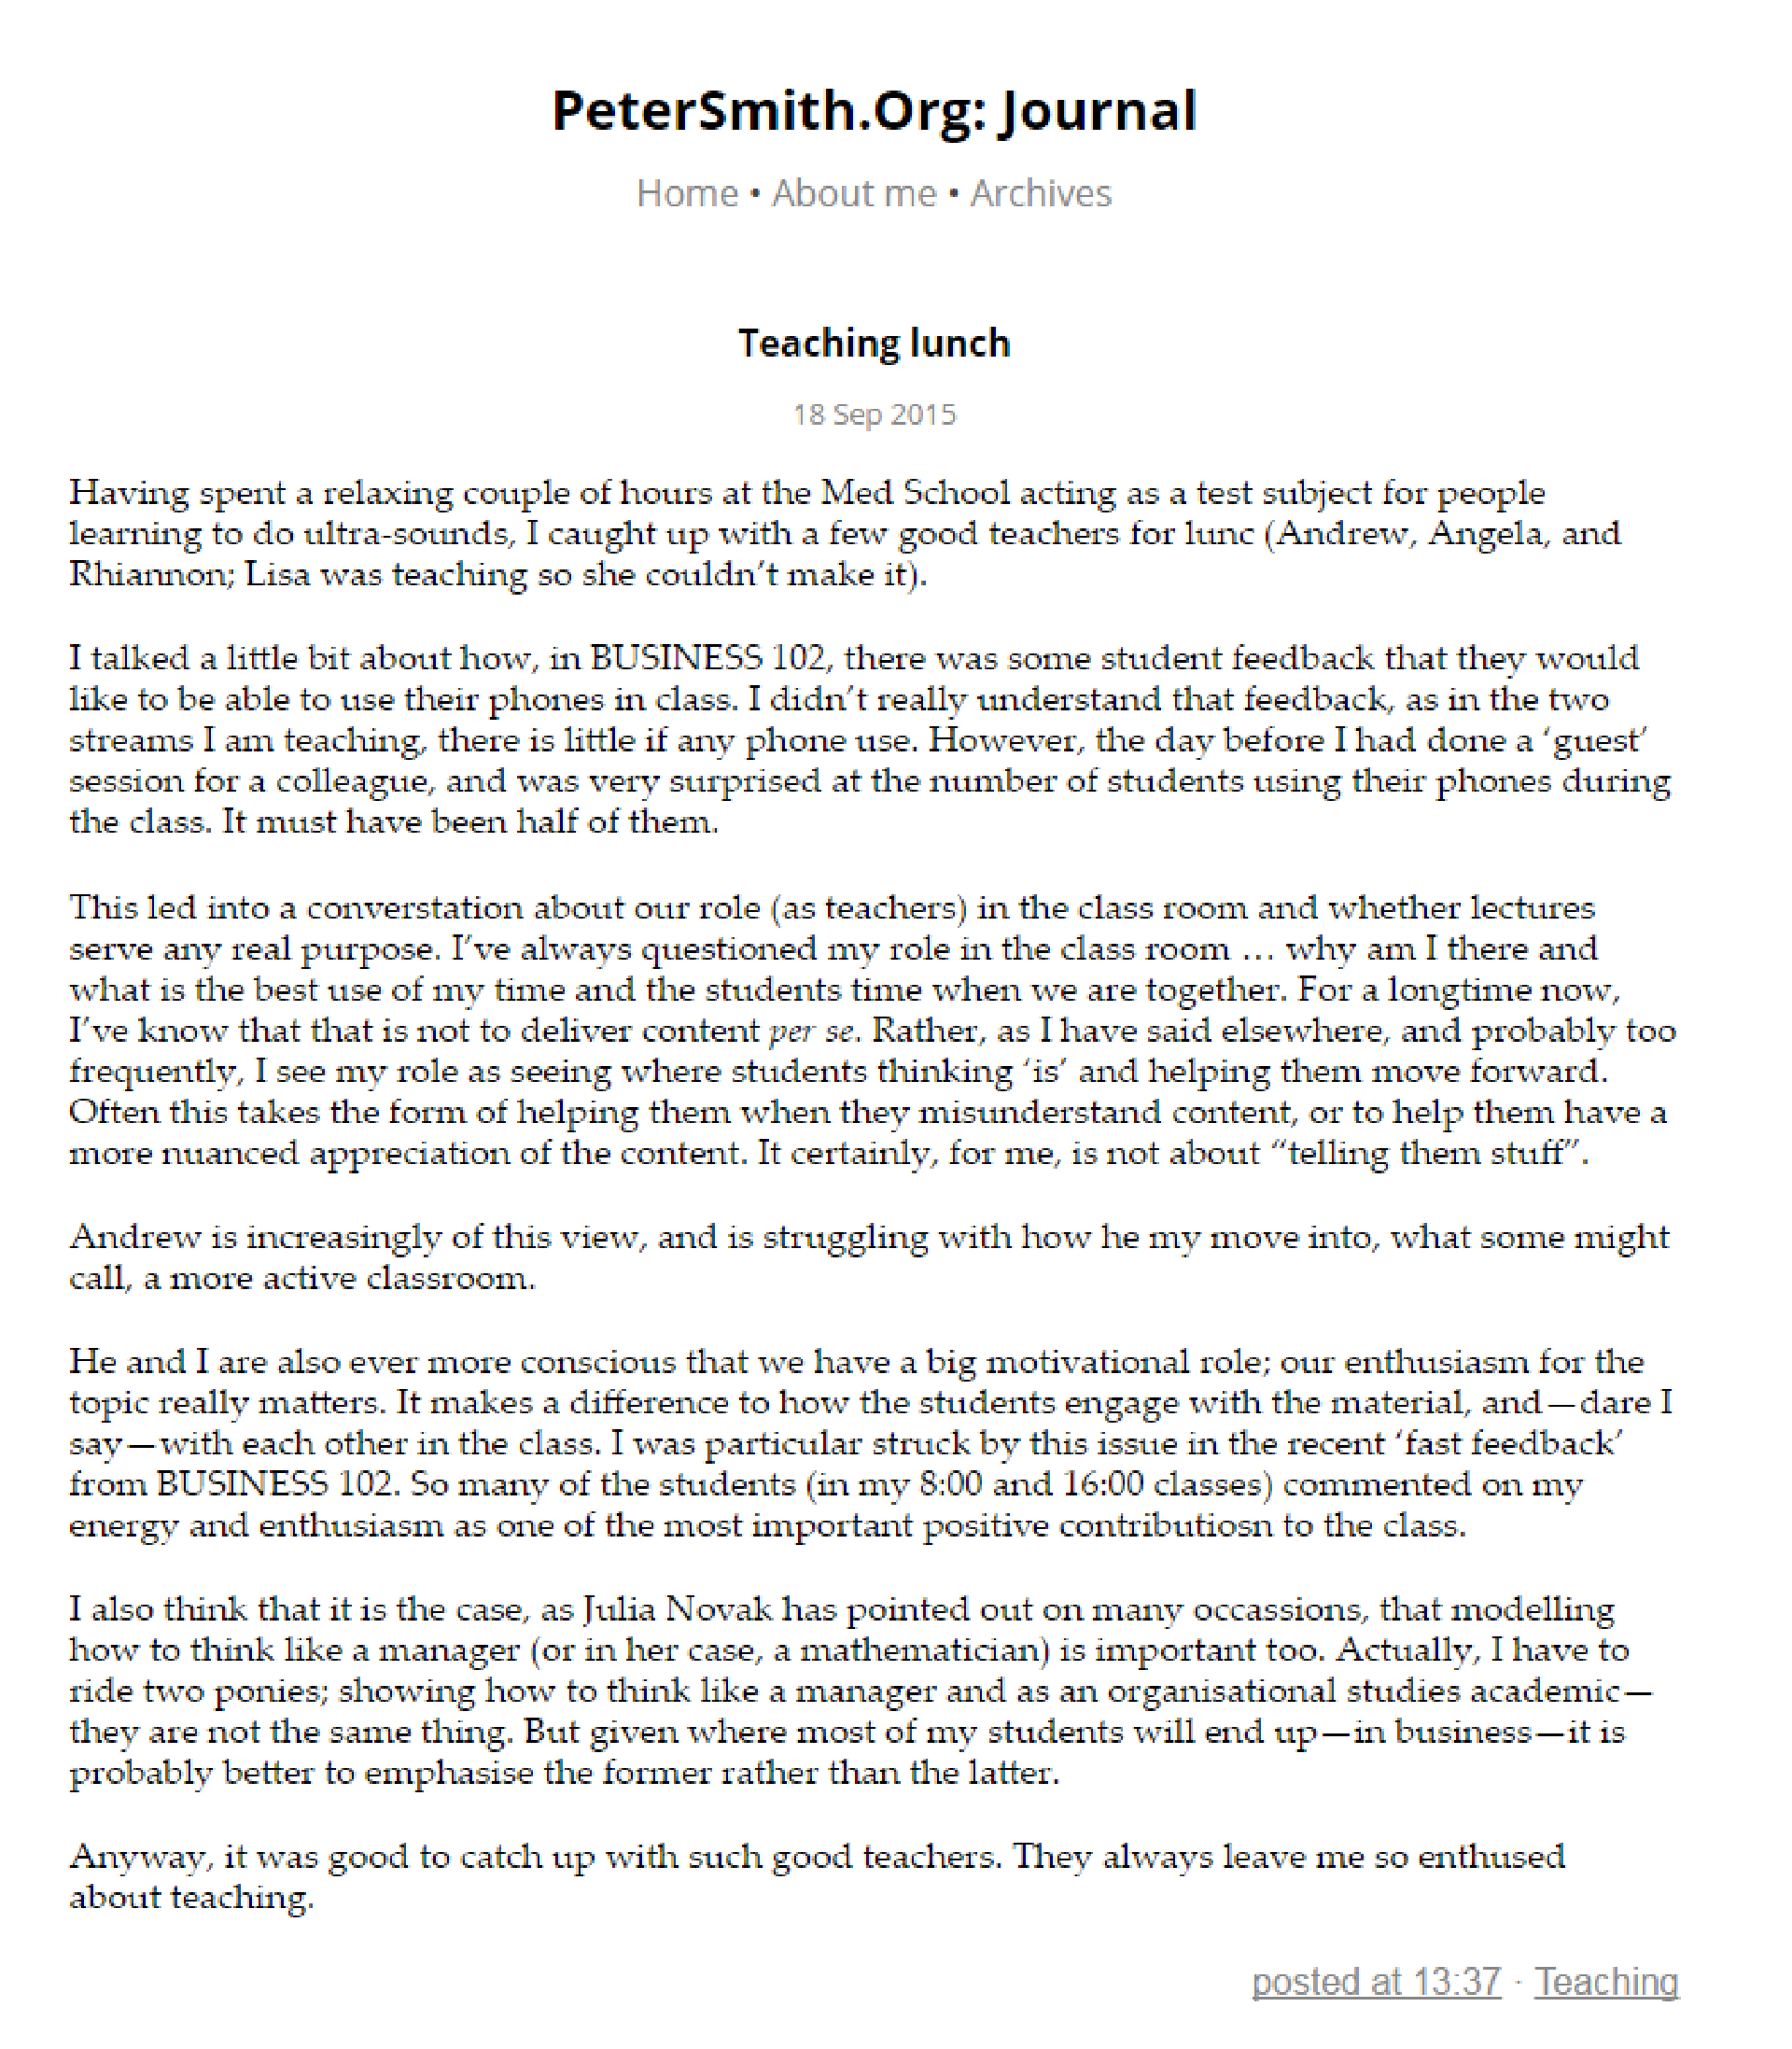 PeterSmith.Org: Journal
Home • About me • Archives
Teaching lunch
18 Sep 2015
Having spent a relaxing couple of hours at the Med School acting as a test subject for people
learning to do ultra-sounds, I caught up with a few good teachers for lunc (Andrew, Angela, and
Rhiannon; Lisa was teaching so she couldn’t make it).
I talked a little bit about how, in BUSINESS 102, there was some student feedback that they would
like to be able to use their phones in class. I didn’t really understand that feedback, as in the two
streams I am teaching, there is little if any phone use. However, the day before I had done a ‘guest’
session for a colleague, and was very surprised at the number of students using their phones during
the class. It must have been half of them.
This led into a converstation about our role (as teachers) in the class room and whether lectures
serve any real purpose. I’ve always questioned my role in the class room … why am I there and
what is the best use of my time and the students time when we are together. For a longtime now,
I’ve know that that is not to deliver content per se. Rather, as I have said elsewhere, and probably too
frequently, I see my role as seeing where students thinking ‘is’ and helping them move forward.
Often this takes the form of helping them when they misunderstand content, or to help them have a
more nuanced appreciation of the content. It certainly, for me, is not about “telling them stuff”.
Andrew is increasingly of this view, and is struggling with how he my move into, what some might
call, a more active classroom.
He and I are also ever more conscious that we have a big motivational role; our enthusiasm for the
topic really matters. It makes a difference to how the students engage with the material, and—dare I
say—with each other in the class. I was particular struck by this issue in the recent ‘fast feedback’
from BUSINESS 102. So many of the students (in my 8:00 and 16:00 classes) commented on my
energy and enthusiasm as one of the most important positive contributiosn to the class.
I also think that it is the case, as Julia Novak has pointed out on many occassions, that modelling
how to think like a manager (or in her case, a mathematician) is important too. Actually, I have to
ride two ponies; showing how to think like a manager and as an organisational studies academic—
they are not the same thing. But given where most of my students will end up—in business—it is
probably better to emphasise the former rather than the latter.
Anyway, it was good to catch up with such good teachers. They always leave me so enthused
about teaching.
posted at 13:37 · Teaching